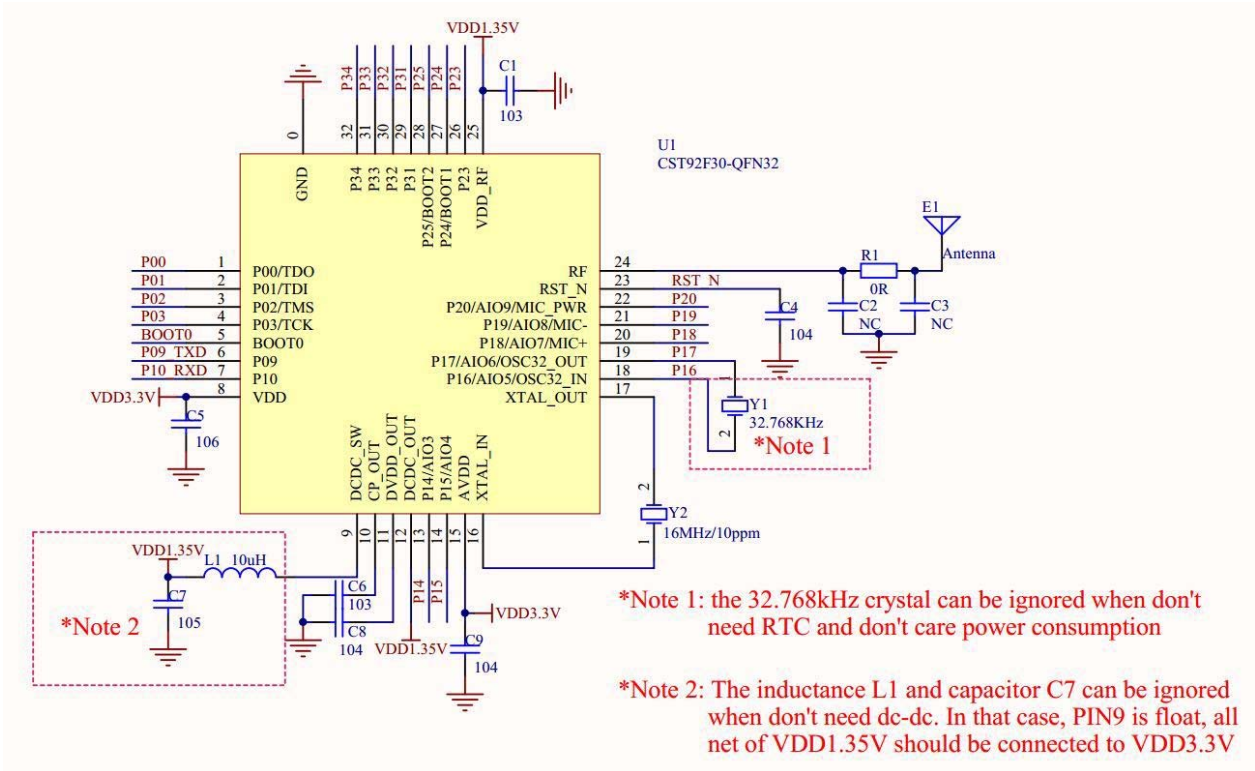 VDD1.35V
P34
P33
P32
P31
P25
P24
P23
C1
103
0
32
31
30
29
28
27
26
25
GND
P34
P33
P32
P31
P25/BOOT2
P24/BOOT1
P23
VDD_RF
U1
CST92F30-QFN32
P00 1 P00/TDO
P01 2 P01/TDI
P02 3 P02/TMS
P03 4 P03/TCK
BOOT0 5 BOOT0
P09_TXD 6 P09
P10_RXD 7 P10
VDD3.3V 8 VDD
C5
106
RF 24
RST_N 23 RST_N
P20/AIO9/MIC_PWR 22 P20
P19/AIO8/MIC- 21 P19
P18/AIO7/MIC+ 20 P18
P17/AIO6/OSC32_OUT 19 P17
P16/AIO5/OSC32_IN 18 P16
XTAL_OUT 17
E1
Antenna
R1
0R
C2
NC
C3
NC
C4
104
1
Y1
32.768KHz
2
*Note 1
DCDC_SW
CP_OUT
DVDD_OUT
DCDC_OUT
P14/AIO3
P15/AIO4
AVDD
XTAL_IN
9
10
11
12
13
14
15
16
2
Y2
16MHz/10ppm
1
VDD1.35V
L1 10uH
C7
105
*Note 2
C6
103
C8
104
VDD1.35V
P14
P15
VDD3.3V
C9
104
*Note 1: the 32.768kHz crystal can be ignored when don't
need RTC and don't care power consumption
*Note 2: The inductance L1 and capacitor C7 can be ignored
when don't need dc-dc. In that case, PIN9 is float, all
net of VDD1.35V should be connected to VDD3.3V